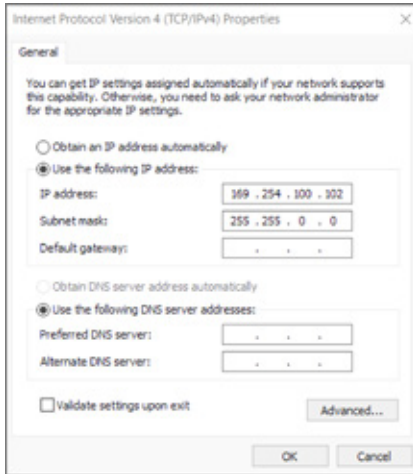 Internet Protocol Version 4 (TCP/IPv4) Properties
General
You can get IP settings assigned automatically if your network supports
this capability. Otherwise, you need to ask your network administrator
for the appropriate IP settings.
Obtain an IP address automatically
Use the following IP address:
IP address: 169 . 254 . 100 . 102
Subnet mask: 255 . 255 . 0 . 0
Default gateway: . . .
Obtain DNS server address automatically
Use the following DNS server addresses:
Preferred DNS server: . . .
Alternate DNS server: . . .
Validate settings upon exit
Advanced...
OK Cancel